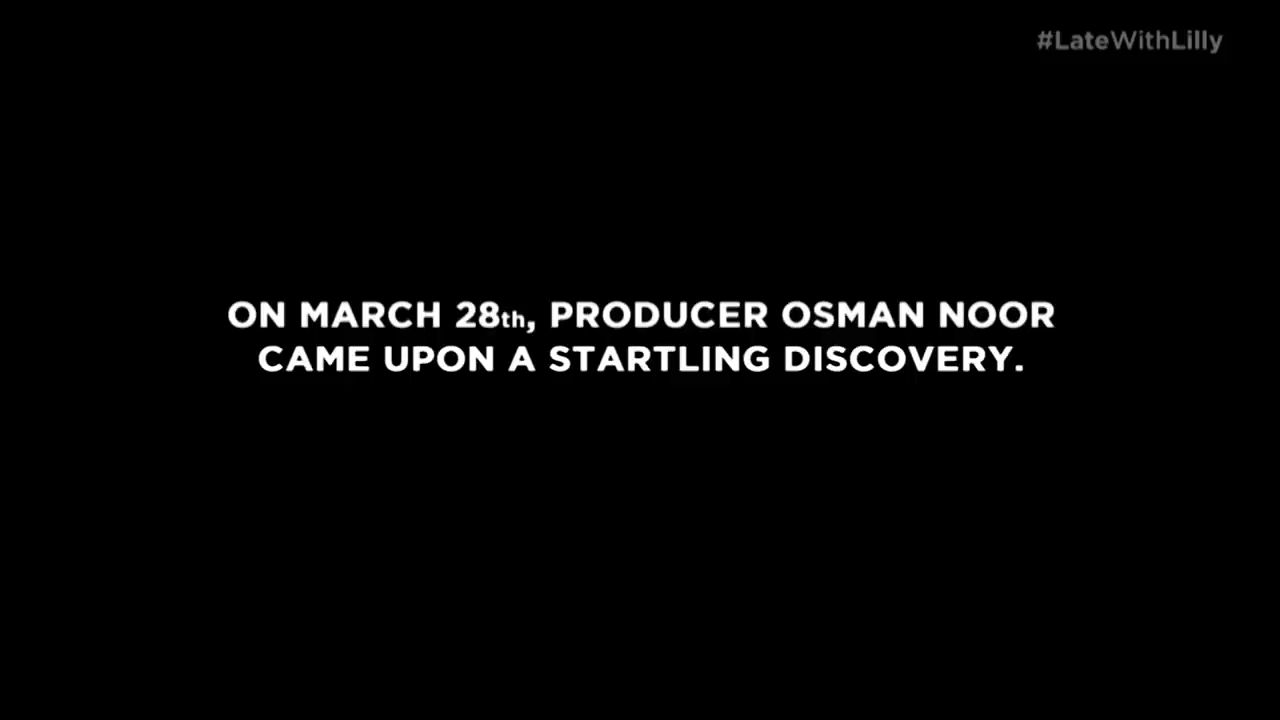 #LateWithLilly
ON MARCH 28th, PRODUCER OSMAN NOOR
CAME UPON A STARTLING DISCOVERY.